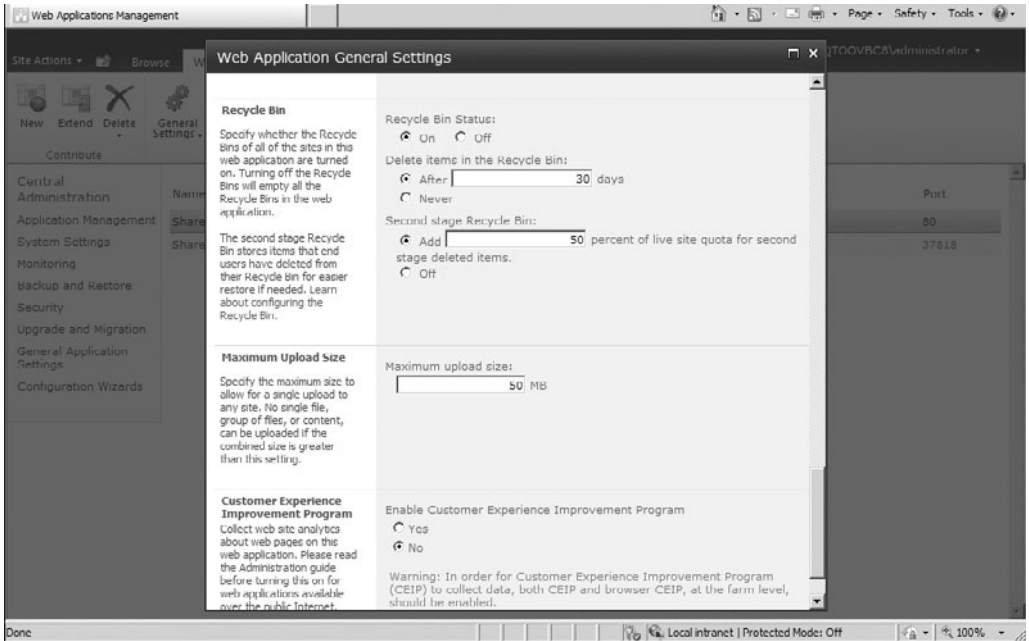 Web Applications Management
Page
Safety
Tools
Site Actions
Browse
W
QTOOVBC8\administrator
Web Application General Settings
New
Extend
Delete
General
Settings
Contribute
Central
Administration
Application Management
System Settings
Monitoring
Backup and Restore
Security
Upgrade and Migration
General Application
Settings
Configuration Wizards
Name
Share
Share
Port
80
37818
Recycle Bin
Specify whether the Recycle
Bins of all of the sites in this
web application are turned
on. Turning off the Recycle
Bins will empty all the
Recycle Bins in the web
application.
The second stage Recycle
Bin stores items that end
users have deleted from
their Recycle Bin for easier
restore if needed. Learn
about configuring the
Recycle Bin.
Recycle Bin Status:
On Off
Delete items in the Recycle Bin:
After 30 days
Never
Second stage Recycle Bin:
Add 50 percent of live site quota for second
stage deleted items.
Off
Maximum Upload Size
Specify the maximum size to
allow for a single upload to
any site. No single file,
group of files, or content,
can be uploaded if the
combined size is greater
than this setting.
Maximum upload size:
50 MB
Customer Experience
Improvement Program
Collect web site analytics
about web pages on this
web application. Please read
the Administration guide
before turning this on for
web applications available
over the public Internet.
Enable Customer Experience Improvement Program
Yes
No
Warning: In order for Customer Experience Improvement Program
(CEIP) to collect data, both CEIP and browser CEIP, at the farm level,
should be enabled.
Done
Local intranet | Protected Mode: Off
100%